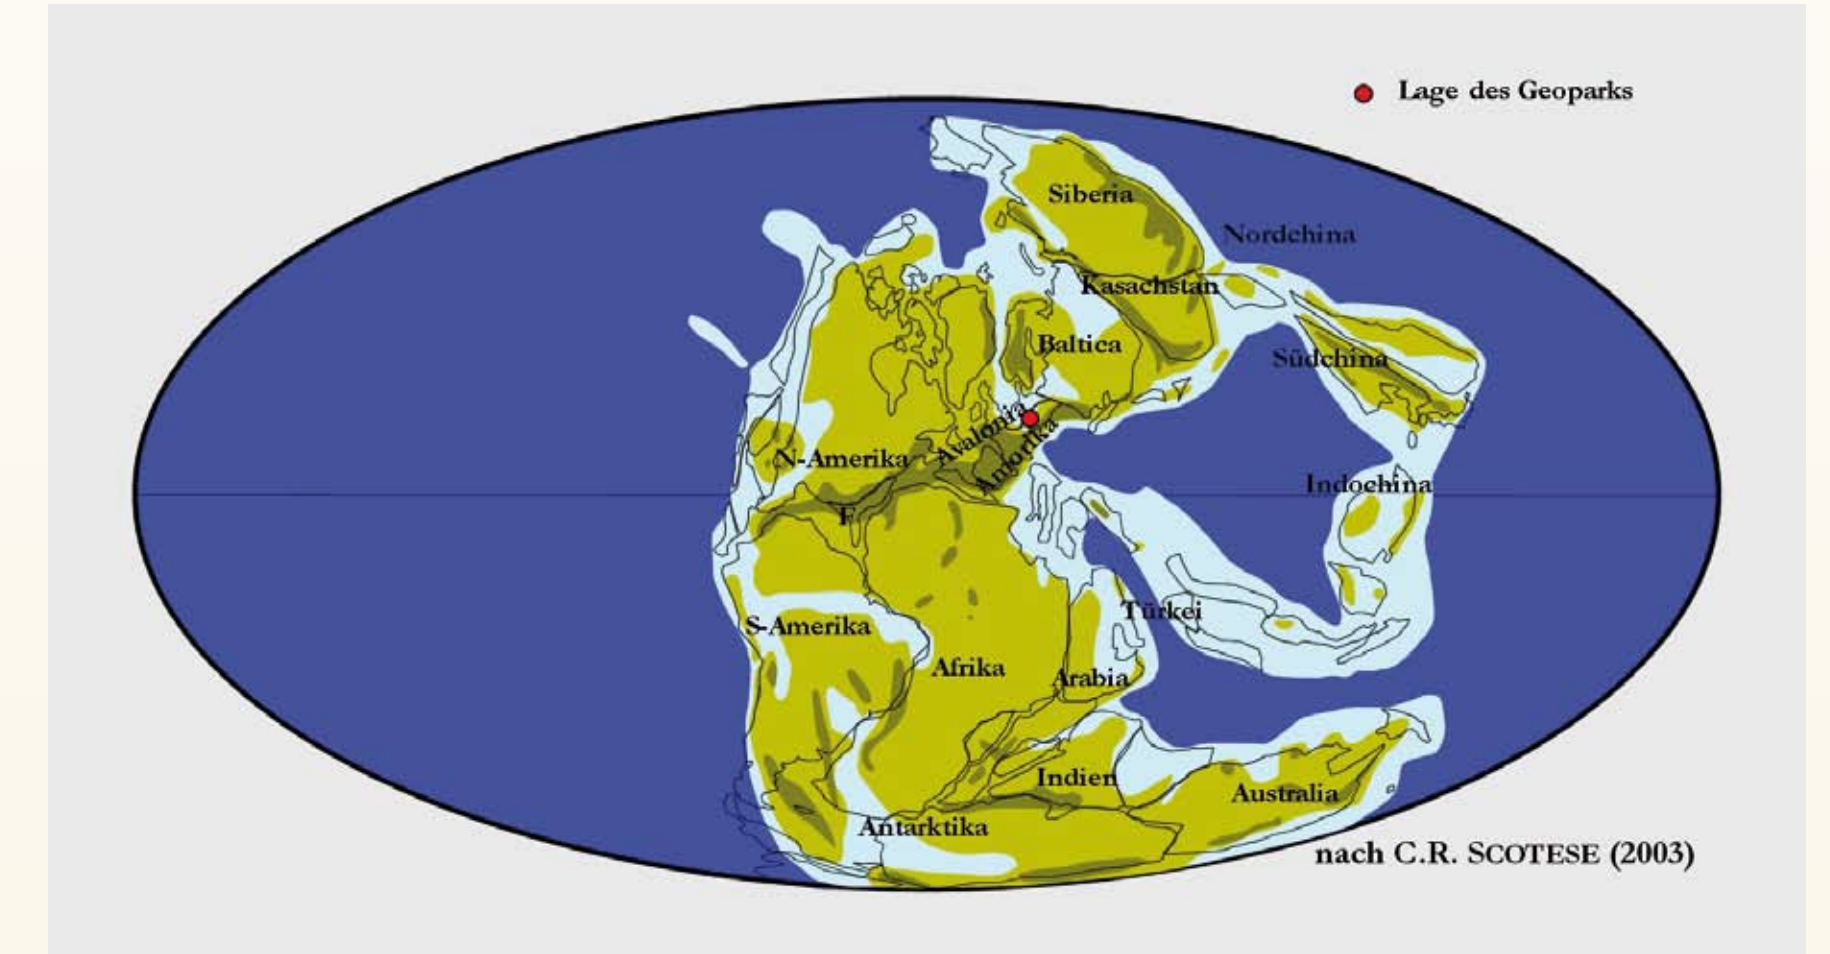 Lage des Geoparks
Siberia
Nordchina
Kasachstan
Baltica
Südchina
Avalonia
Amorika
N-Amerika
Indochina
F
Türkei
S-Amerika
Afrika
Arabia
Indien
Australia
Antarktika
nach C.R. SCOTESE (2003)